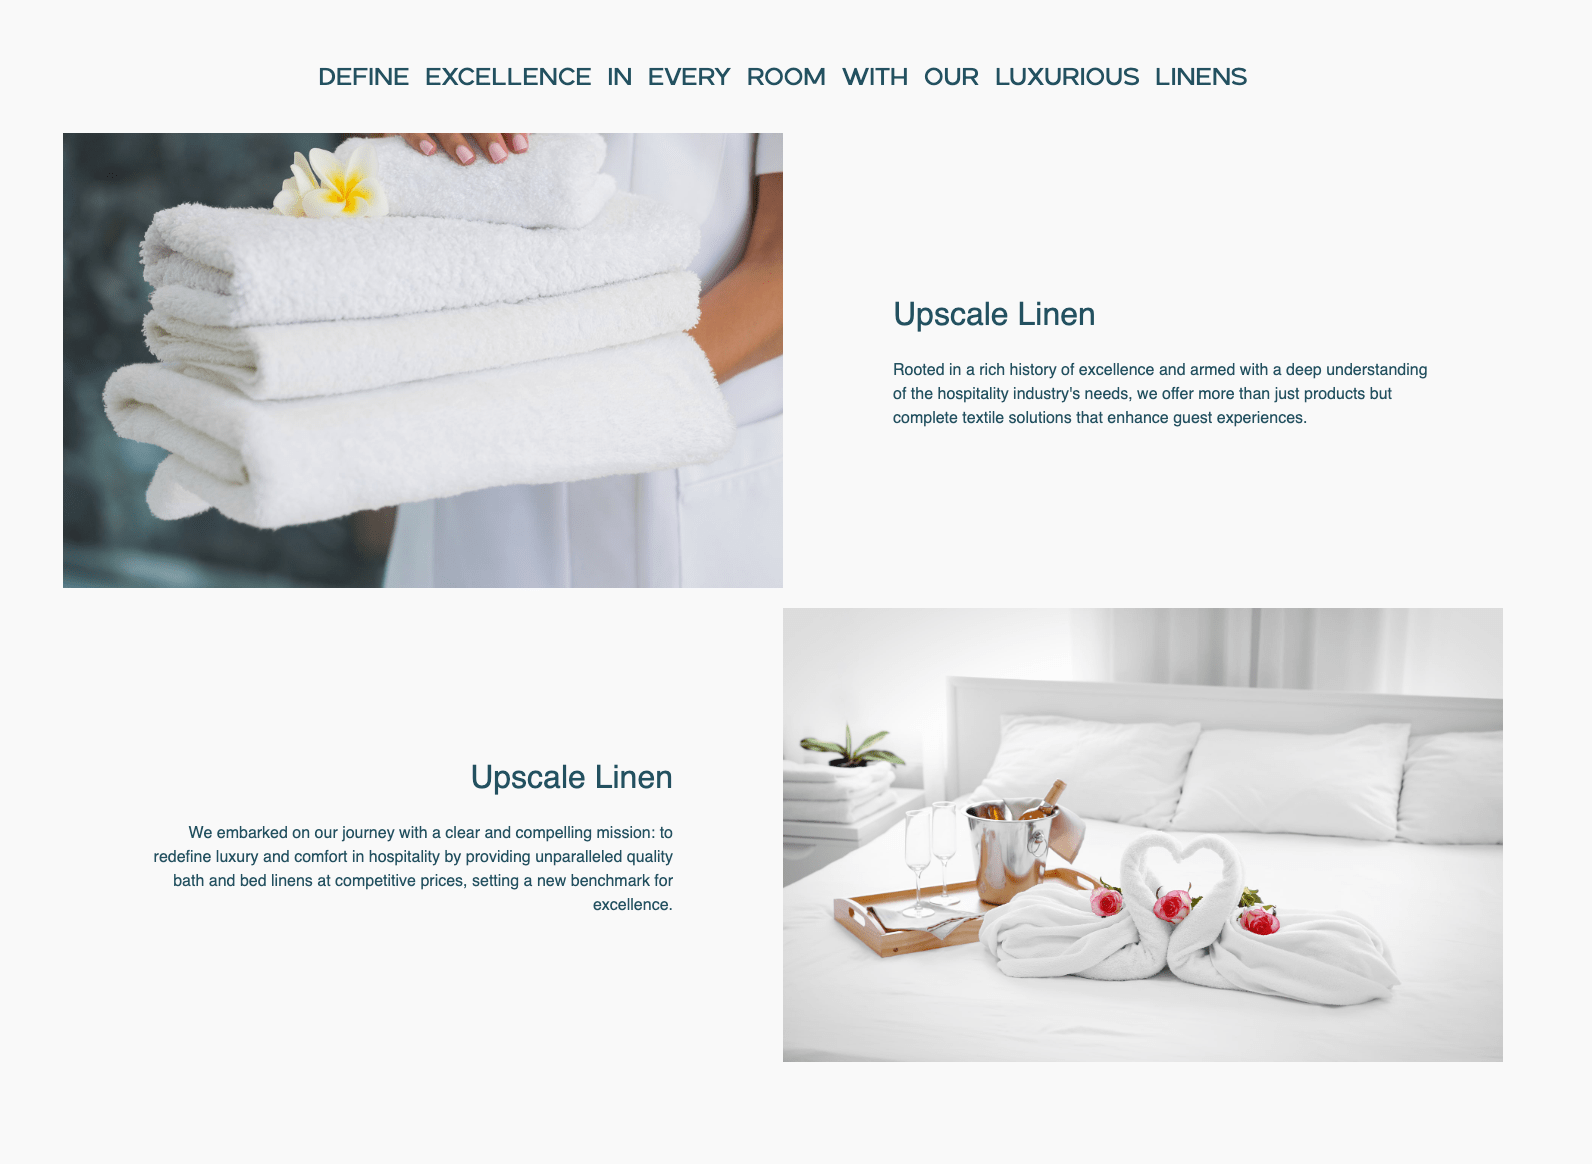 DEFINE EXCELLENCE IN EVERY ROOM WITH OUR LUXURIOUS LINENS
Upscale Linen
Rooted in a rich history of excellence and armed with a deep understanding
of the hospitality industry's needs, we offer more than just products but
complete textile solutions that enhance guest experiences.
Upscale Linen
We embarked on our journey with a clear and compelling mission: to
redefine luxury and comfort in hospitality by providing unparalleled quality
bath and bed linens at competitive prices, setting a new benchmark for
excellence.